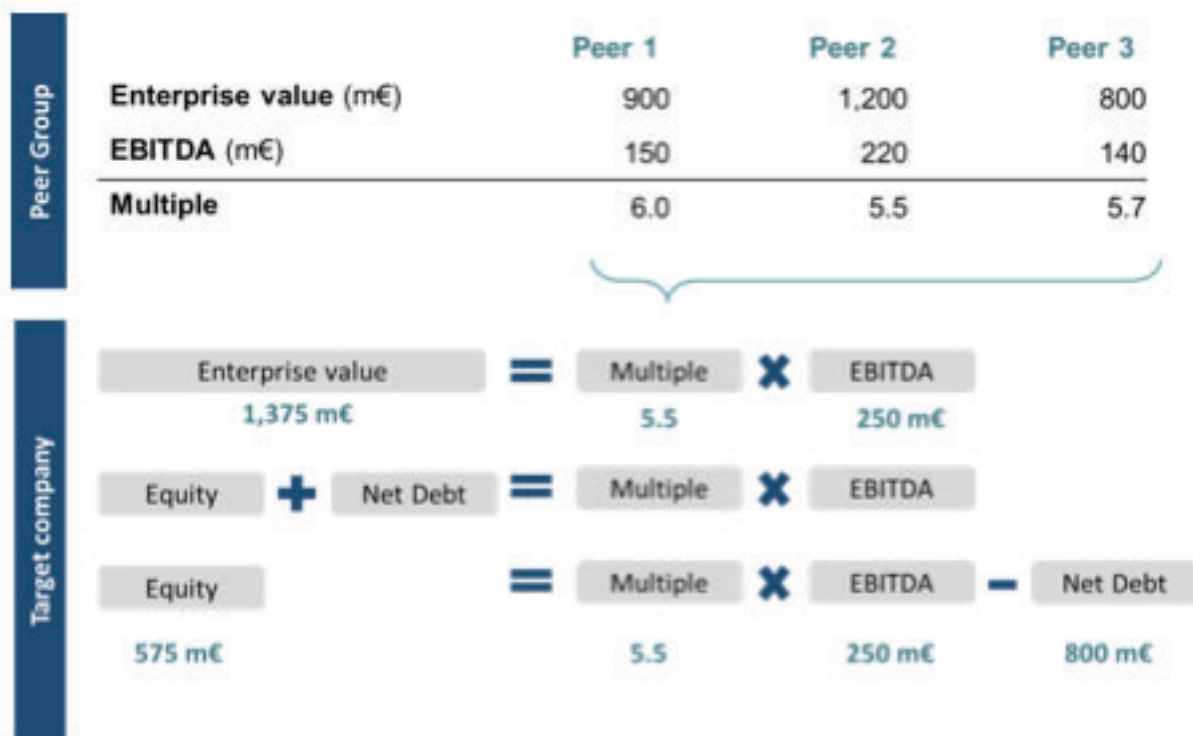 Peer Group
Peer 1 Peer 2 Peer 3
Enterprise value (m€) 900 1,200 800
EBITDA (m€) 150 220 140
Multiple 6.0 5.5 5.7
Target company
Enterprise value = Multiple × EBITDA
1,375 m€ 5.5 250 m€
Equity + Net Debt = Multiple × EBITDA
Equity = Multiple × EBITDA - Net Debt
575 m€ 5.5 250 m€ 800 m€